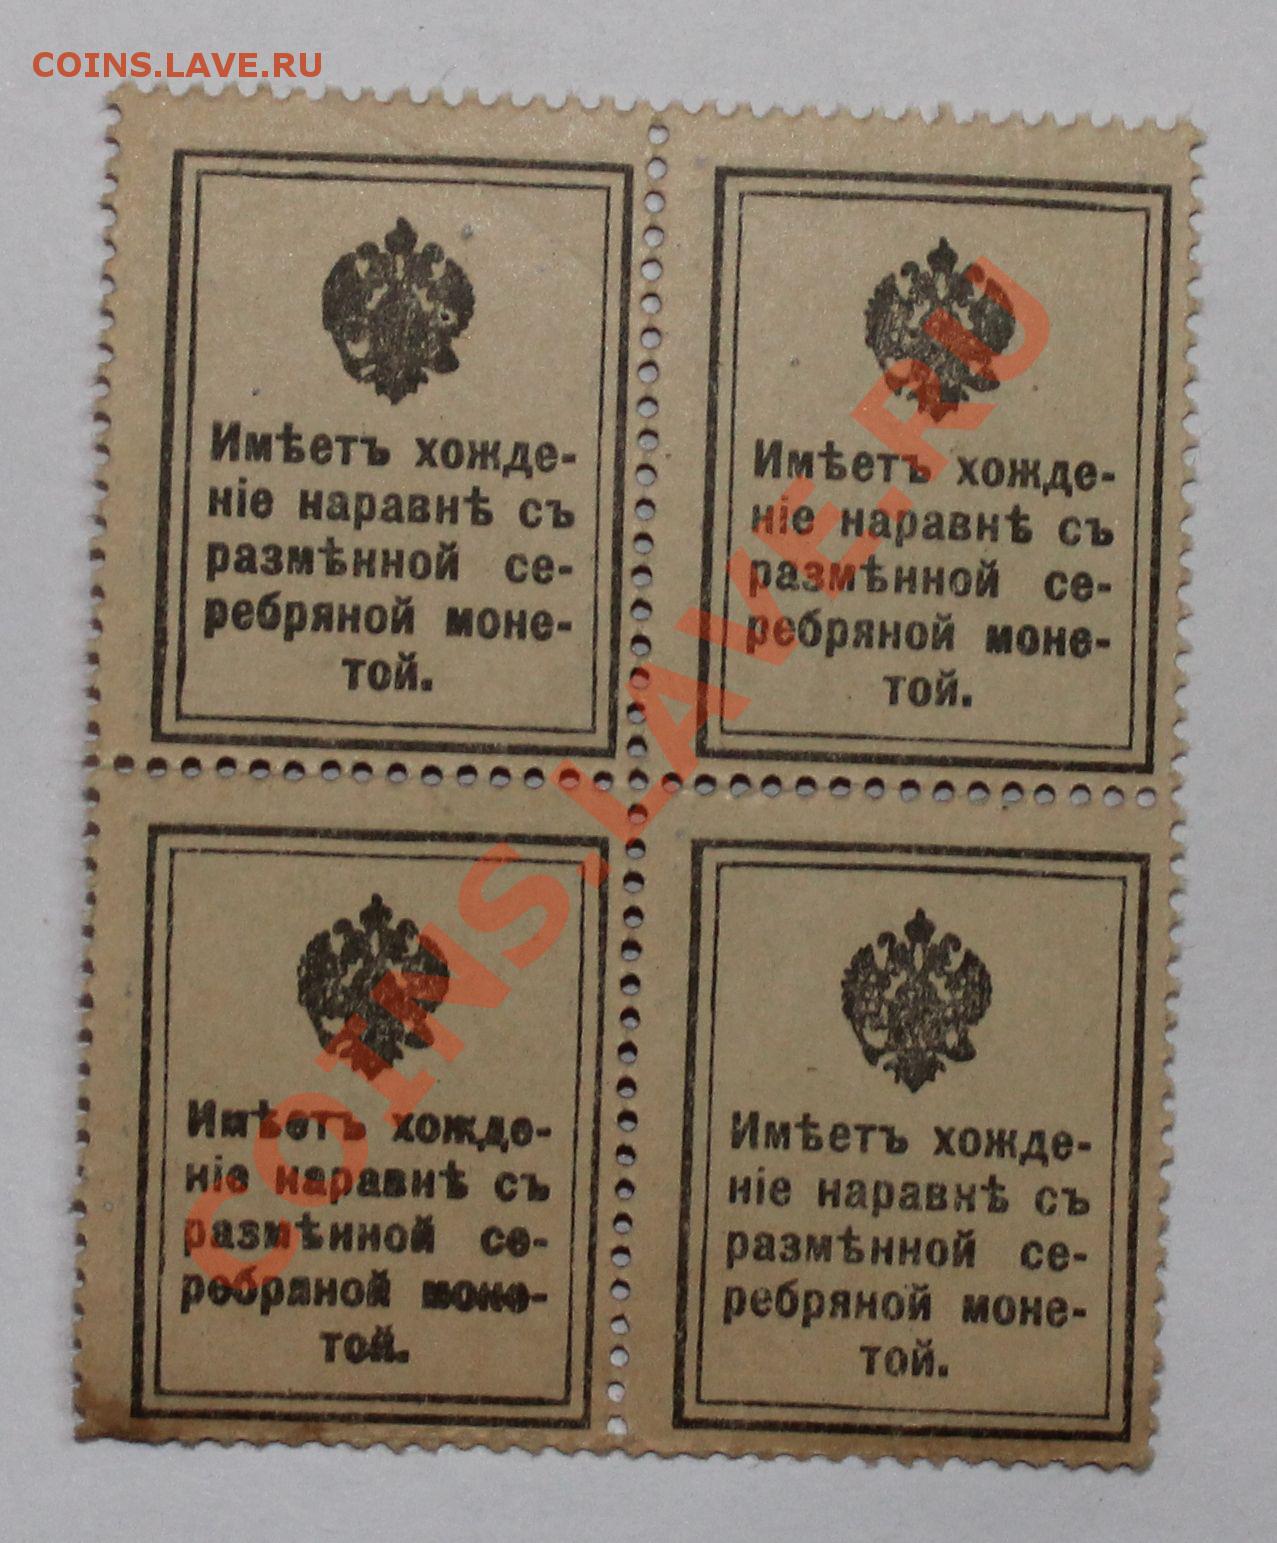 COINS.LAVE.RU
Имѣетъ хожде-
ніе наравнѣ съ
размѣнной се-
ребряной моне-
той.
Имѣетъ хожде-
ніе наравнѣ съ
размѣнной се-
ребряной моне-
той.
Имѣетъ хожде-
ніе наравнѣ съ
размѣнной се-
ребряной моне-
той.
Имѣетъ хожде-
ніе наравнѣ съ
размѣнной се-
ребряной моне-
той.
COINS.LAVE.RU